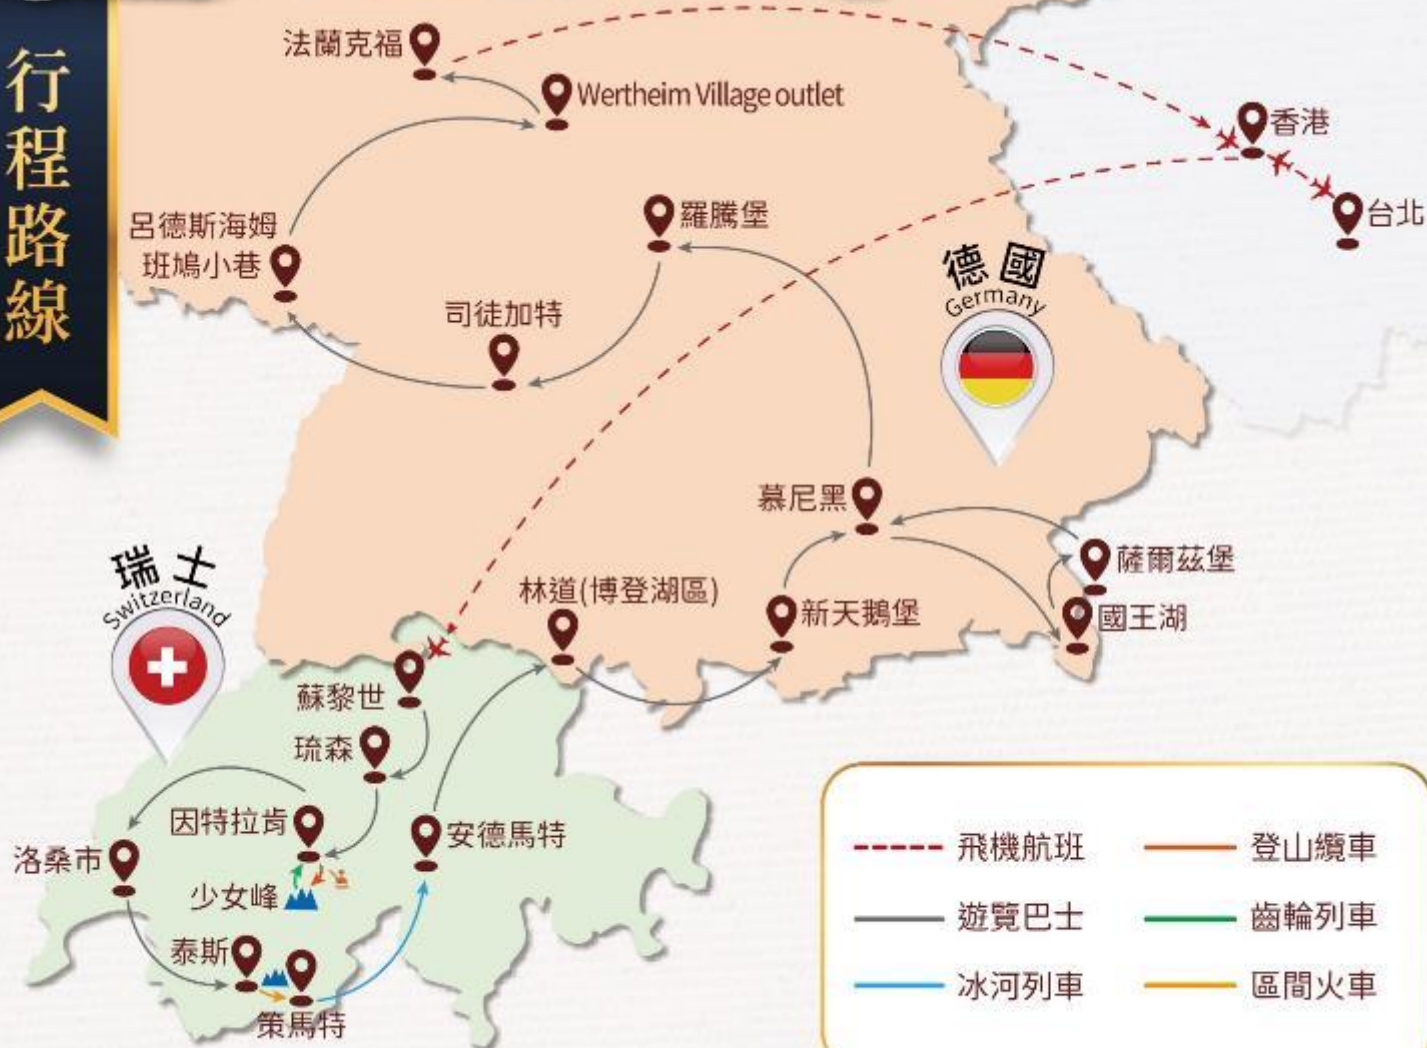 行程路線
法蘭克福
Wertheim Village outlet
香港
台北
羅騰堡
呂德斯海姆
班鳩小巷
司徒加特
德國
Germany
慕尼黑
薩爾茲堡
國王湖
林道(博登湖區)
新天鵝堡
瑞士
Switzerland
蘇黎世
琉森
因特拉肯
安德馬特
洛桑市
少女峰
泰斯
策馬特
飛機航班
登山纜車
遊覽巴士
齒輪列車
冰河列車
區間火車